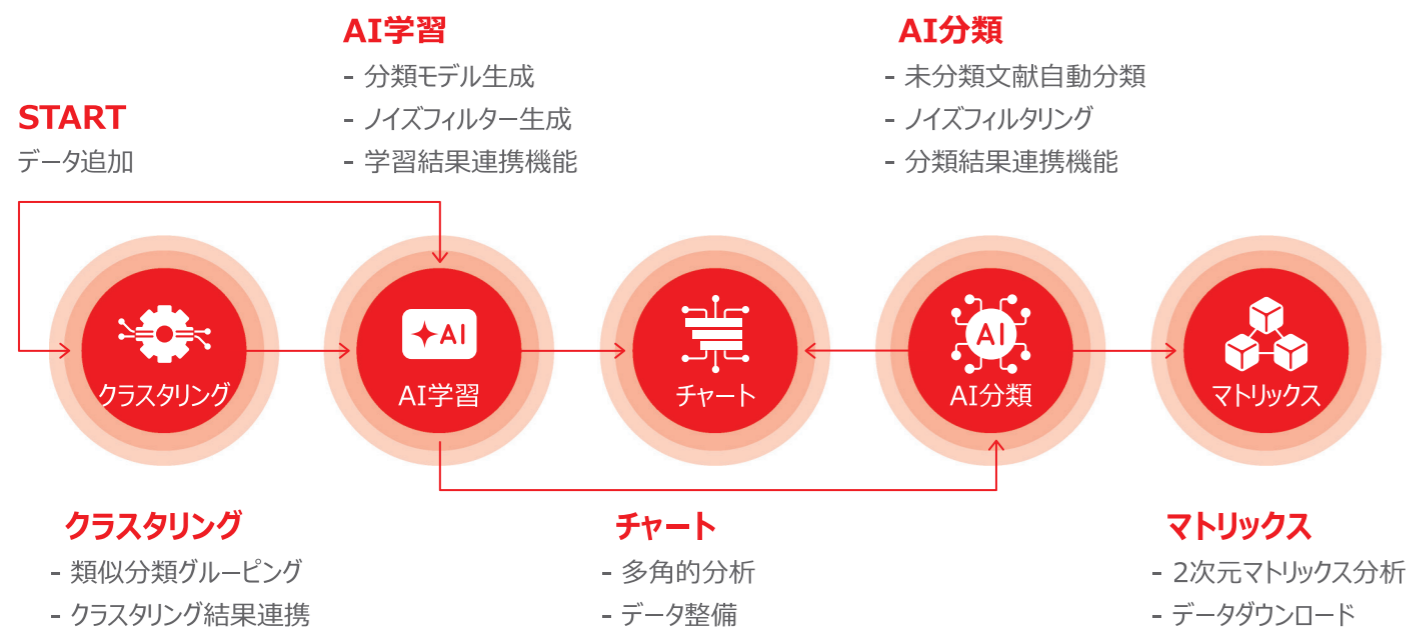 START
データ追加
AI学習
- 分類モデル生成
- ノイズフィルター生成
- 学習結果連携機能
AI分類
- 未分類文献自動分類
- ノイズフィルタリング
- 分類結果連携機能
クラスタリング
AI
AI学習
チャート
AI
AI分類
マトリックス
クラスタリング
- 類似分類グルーピング
- クラスタリング結果連携
チャート
- 多角的分析
- データ整備
マトリックス
- 2次元マトリックス分析
- データダウンロード